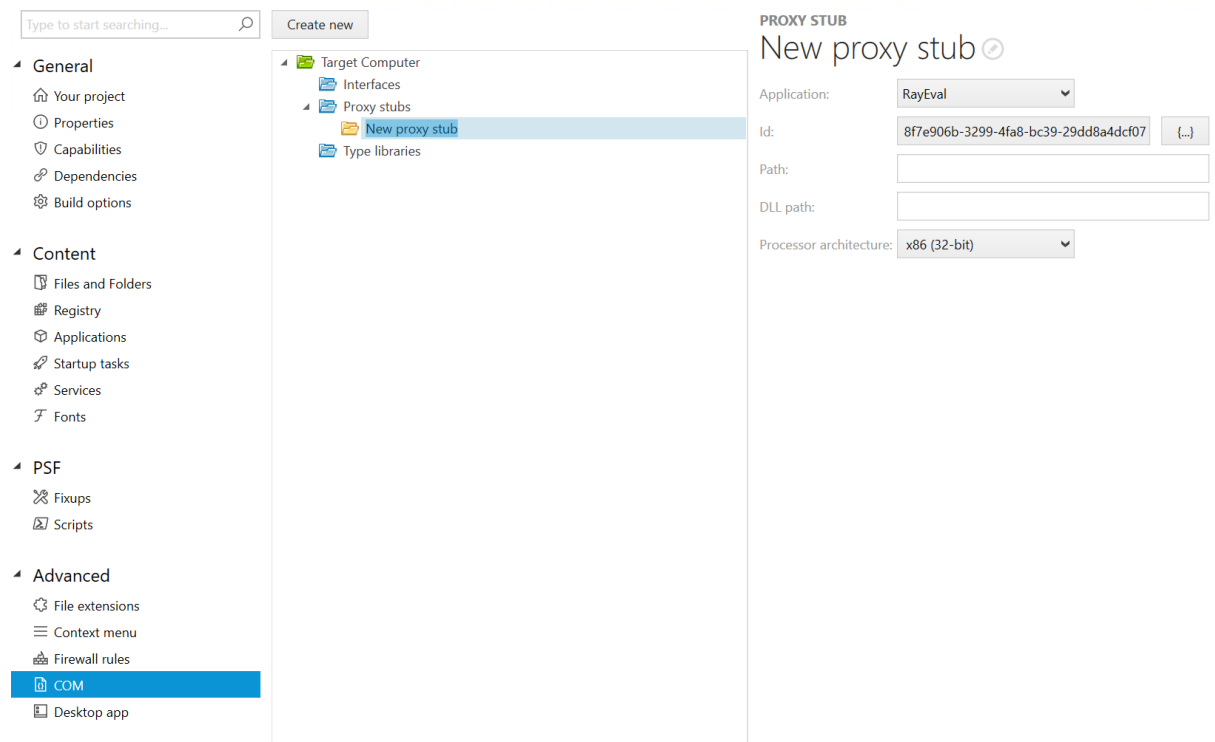 Type to start searching...
General
Your project
Properties
Capabilities
Dependencies
Build options
Content
Files and Folders
Registry
Applications
Startup tasks
Services
Fonts
PSF
Fixups
Scripts
Advanced
File extensions
Context menu
Firewall rules
COM
Desktop app
Create new
Target Computer
Interfaces
Proxy stubs
New proxy stub
Type libraries
PROXY STUB
New proxy stub
Application: RayEval
Id: 8f7e906b-3299-4fa8-bc39-29dd8a4dcf07 {...}
Path:
DLL path:
Processor architecture: x86 (32-bit)